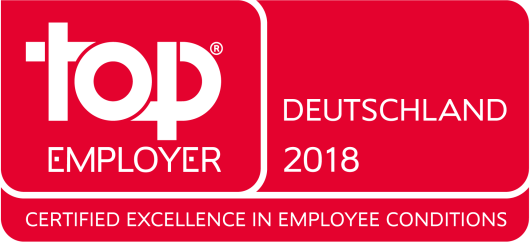 top®
EMPLOYER
DEUTSCHLAND
2018
CERTIFIED EXCELLENCE IN EMPLOYEE CONDITIONS